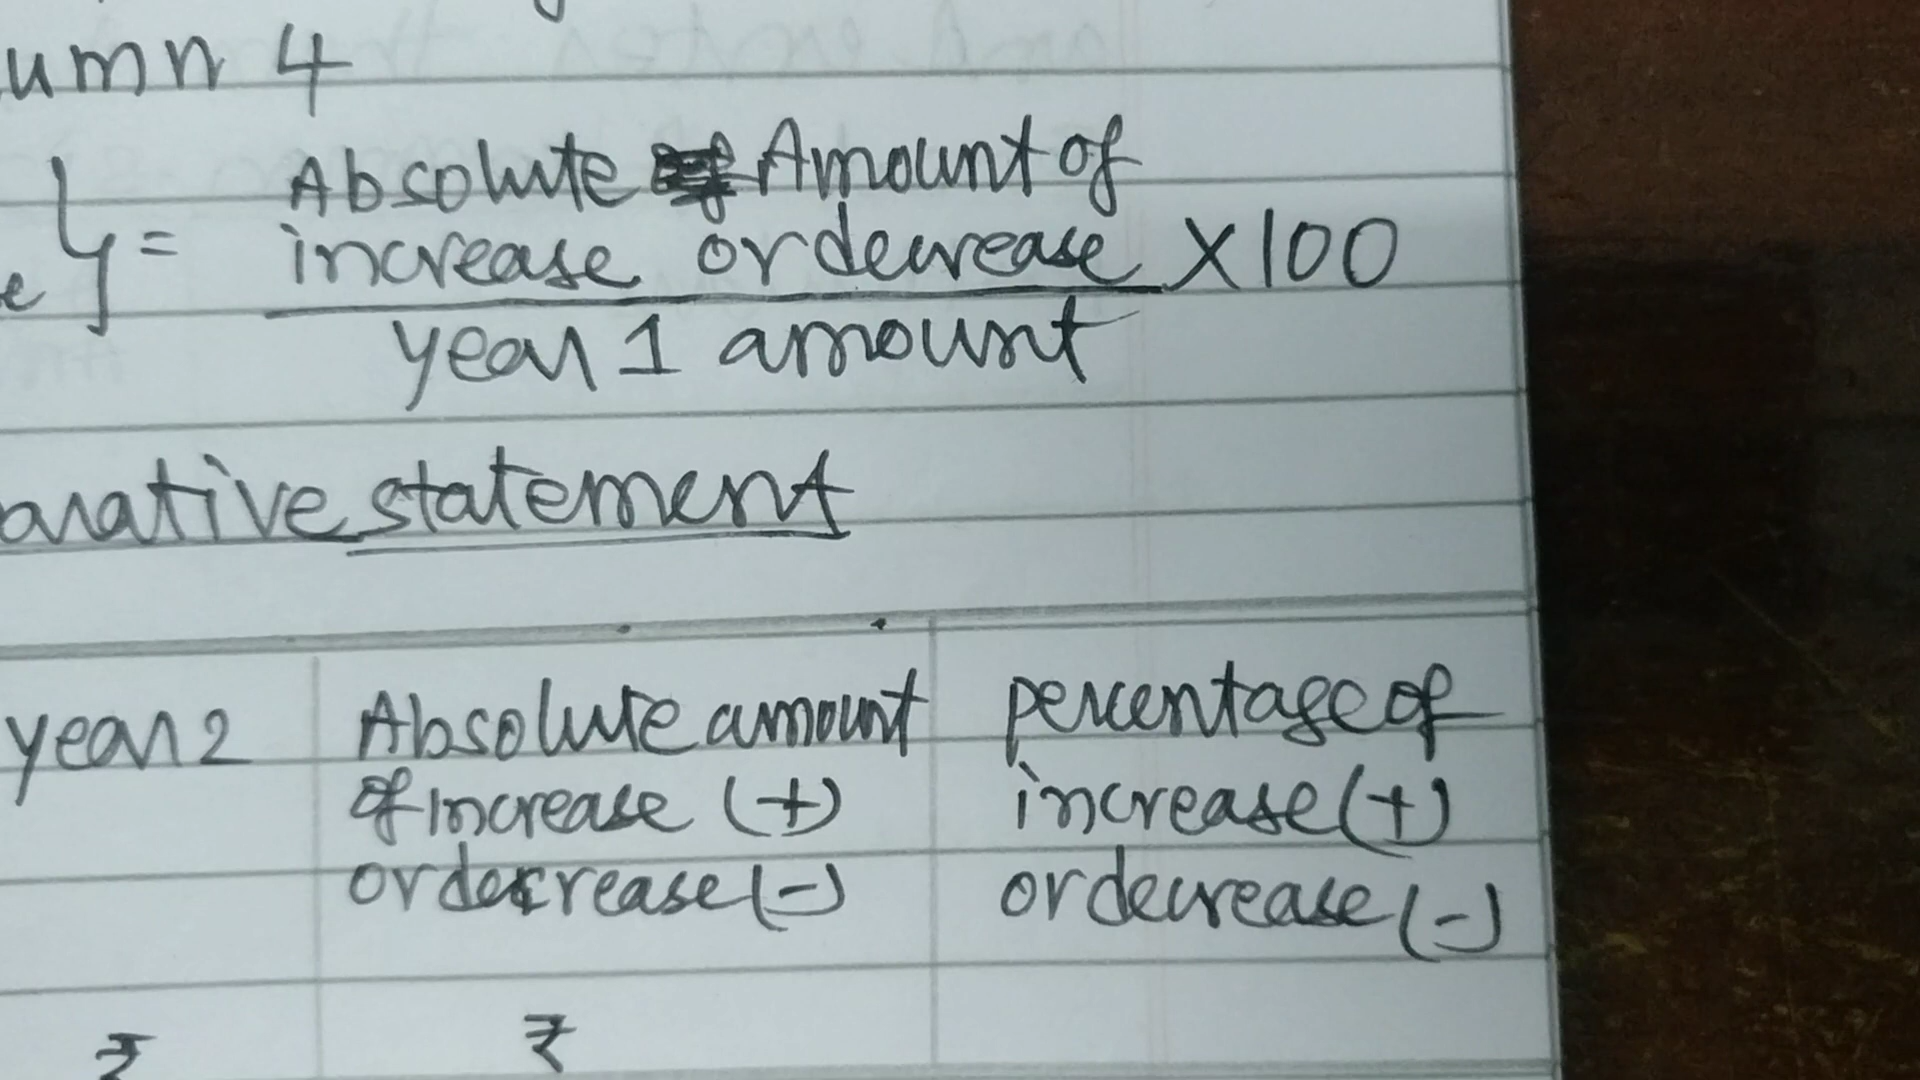 umn 4
Absolute Amount of
e } = increase or decrease X 100
year 1 amount
arative statement
year 2 Absolute amount percentage of
of increase (+) increase (+)
or decrease (-) or decrease (-)
₹ ₹